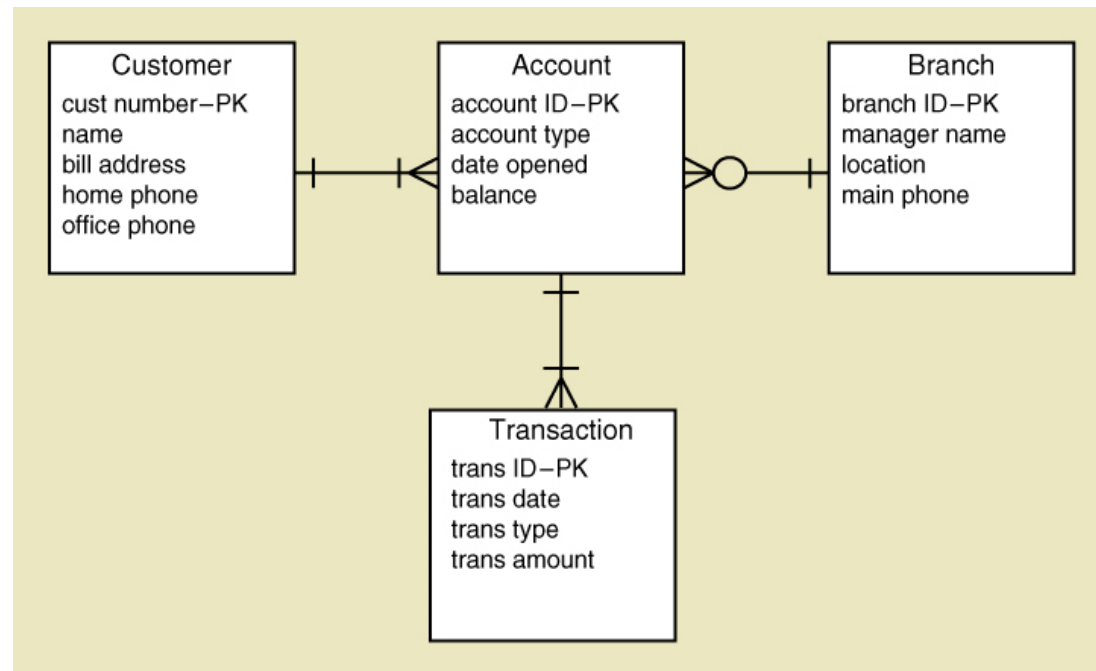 Customer
cust number–PK
name
bill address
home phone
office phone
Account
account ID–PK
account type
date opened
balance
Branch
branch ID–PK
manager name
location
main phone
Transaction
trans ID–PK
trans date
trans type
trans amount